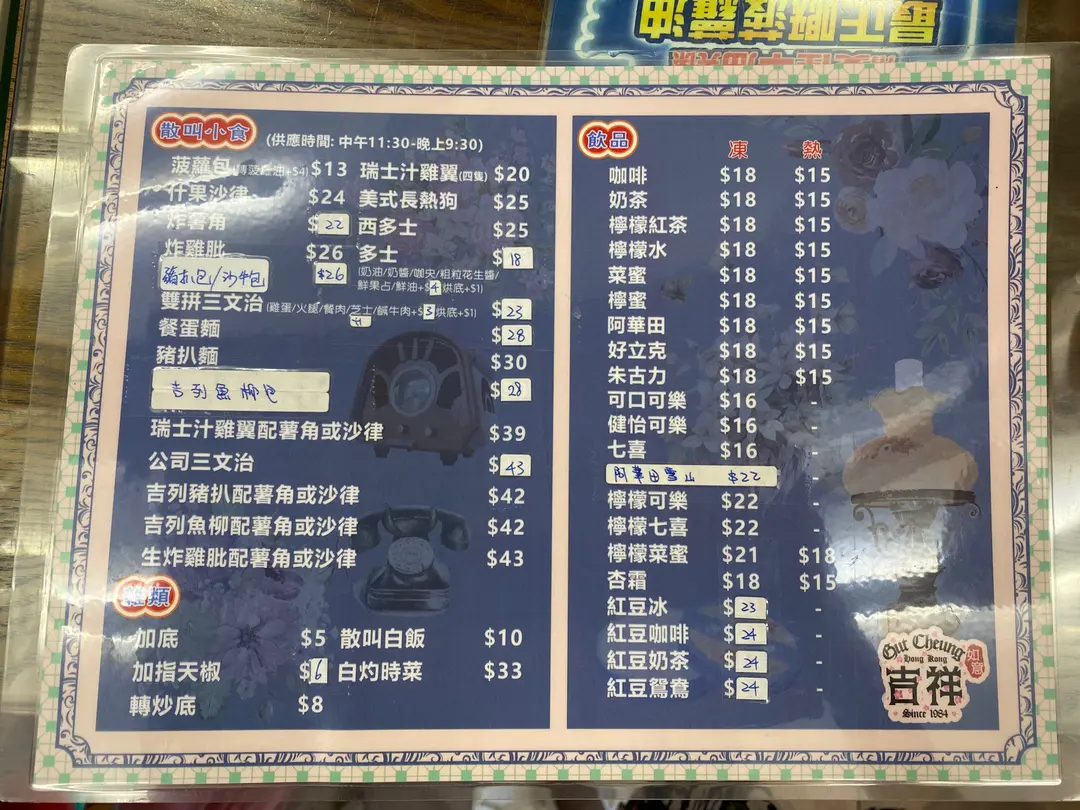 最正嘅菠蘿油
散叫小食
(供應時間: 中午11:30-晚上9:30)
菠蘿包(轉菠蘿油+$4) $13 瑞士汁雞翼(四隻) $20
什果沙律 $24 美式長熱狗 $25
炸薯角 $22 西多士 $25
炸雞髀 $26 多士 $18
豬扒包/沙牛包 $26 (奶油/奶醬/咖央/粗粒花生醬/
鮮果占/鮮油+$4烘底+$1)
雙拼三文治(雞蛋/火腿/餐肉/芝士/鹹牛肉+$3烘底+$1) $23
餐蛋麵 $28
豬扒麵 $30
吉列魚柳包 $28
瑞士汁雞翼配薯角或沙律 $39
公司三文治 $43
吉列豬扒配薯角或沙律 $42
吉列魚柳配薯角或沙律 $42
生炸雞髀配薯角或沙律 $43
雜類
加底 $5 散叫白飯 $10
加指天椒 $6 白灼時菜 $33
轉炒底 $8
飲品
凍 熱
咖啡 $18 $15
奶茶 $18 $15
檸檬紅茶 $18 $15
檸檬水 $18 $15
菜蜜 $18 $15
檸蜜 $18 $15
阿華田 $18 $15
好立克 $18 $15
朱古力 $18 $15
可口可樂 $16 -
健怡可樂 $16 -
七喜 $16 -
阿華田雪山 $22 -
檸檬可樂 $22 -
檸檬七喜 $22 -
檸檬菜蜜 $21 $18
杏霜 $18 $15
紅豆冰 $23 -
紅豆咖啡 $24 -
紅豆奶茶 $24 -
紅豆鴛鴦 $24 -
Gut Cheung
Hong Kong
吉祥
如意
Since 1984